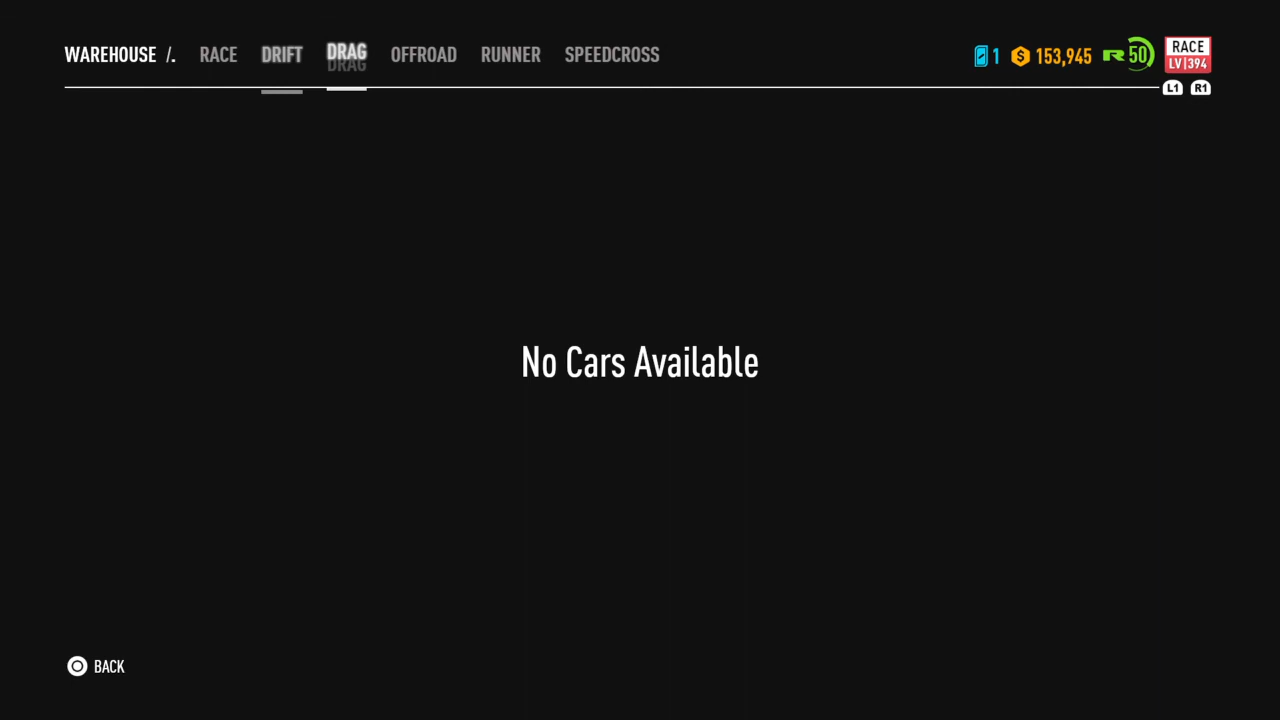 WAREHOUSE /. RACE DRIFT DRAG OFFROAD RUNNER SPEEDCROSS 1 $ 153,945 R 50 RACE
DRAG LV|394
L1 R1
No Cars Available
BACK